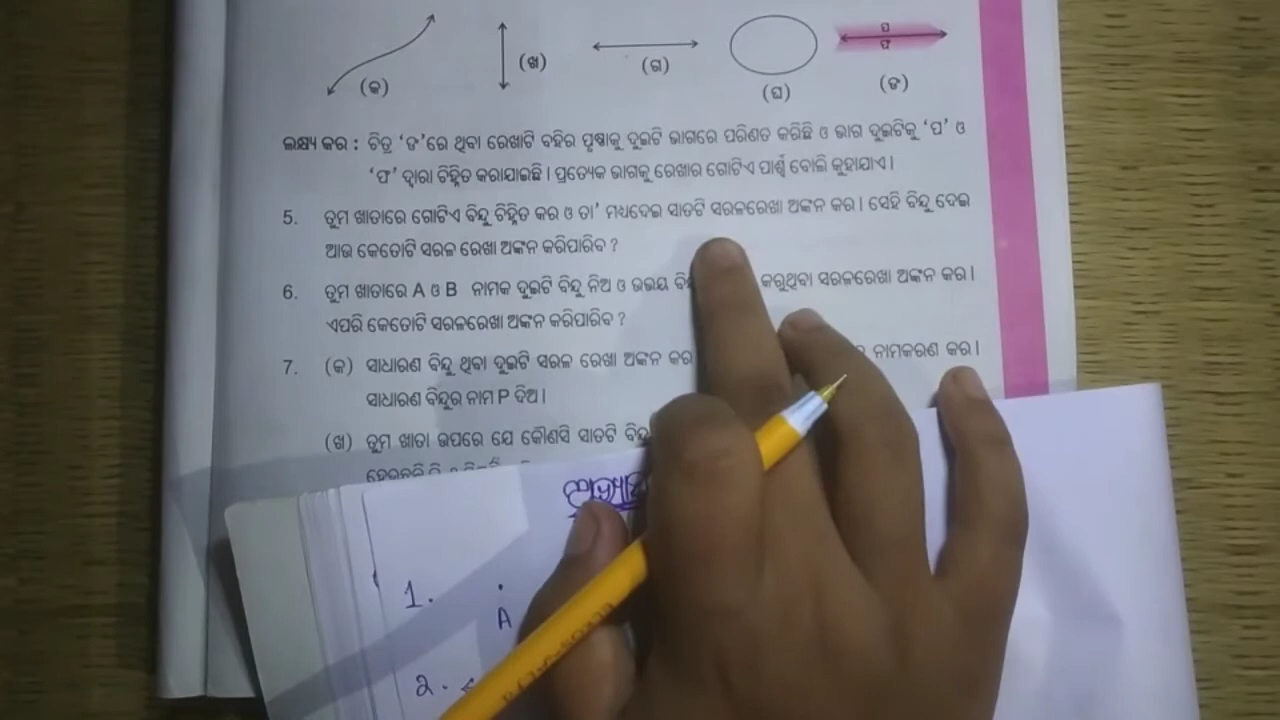 (କ) (ଖ) (ଗ) (ଘ) ପ ଫ (ଙ)
ଲକ୍ଷ୍ୟ କର : ଚିତ୍ର ‘ଙ’ରେ ଥିବା ରେଖାଟି ବହିର ପୃଷ୍ଠାକୁ ଦୁଇଟି ଭାଗରେ ପରିଣତ କରିଛି ଓ ଭାଗ ଦୁଇଟିକୁ ‘ପ’ ଓ
‘ଫ’ ଦ୍ୱାରା ଚିହ୍ନିତ କରାଯାଇଛି । ପ୍ରତ୍ୟେକ ଭାଗକୁ ରେଖାର ଗୋଟିଏ ପାର୍ଶ୍ୱ ବୋଲି କୁହାଯାଏ ।
5. ତୁମ ଖାତାରେ ଗୋଟିଏ ବିନ୍ଦୁ ଚିହ୍ନିତ କର ଓ ତା’ ମଧ୍ୟଦେଇ ସାତଟି ସରଳରେଖା ଅଙ୍କନ କର । ସେହି ବିନ୍ଦୁ ଦେଇ
ଆଉ କେତୋଟି ସରଳ ରେଖା ଅଙ୍କନ କରିପାରିବ ?
6. ତୁମ ଖାତାରେ A ଓ B ନାମକ ଦୁଇଟି ବିନ୍ଦୁ ନିଅ ଓ ଉଭୟ କରୁଥିବା ସରଳରେଖା ଅଙ୍କନ କର ।
ଏପରି କେତୋଟି ସରଳରେଖା ଅଙ୍କନ କରିପାରିବ ?
7. (କ) ସାଧାରଣ ବିନ୍ଦୁ ଥିବା ଦୁଇଟି ସରଳ ରେଖା ଅଙ୍କନ କର ନାମକରଣ କର ।
ସାଧାରଣ ବିନ୍ଦୁର ନାମ P ଦିଅ ।
(ଖ) ତୁମ ଖାତା ଉପରେ ଯେ କୌଣସି ସାତଟି
1.
A
2.